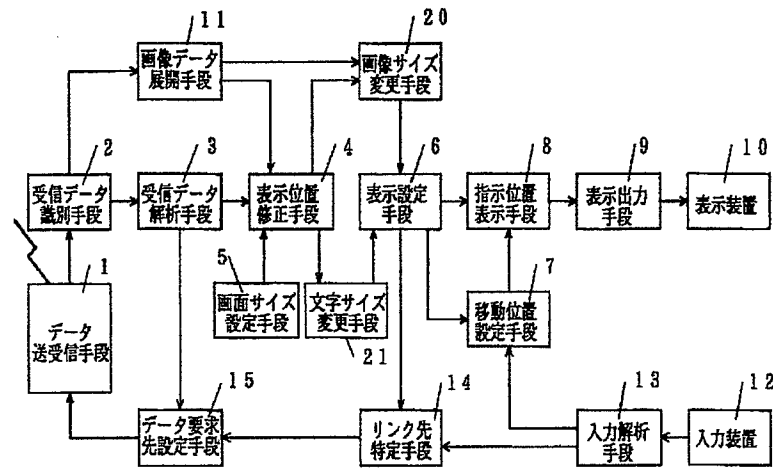 11
画像データ
展開手段
20
画像サイズ
変更手段
2
受信データ
識別手段
3
受信データ
解析手段
4
表示位置
修正手段
6
表示設定
手段
8
指示位置
表示手段
9
表示出力
手段
10
表示装置
1
データ
送受信手段
5
画面サイズ
設定手段
文字サイズ
変更手段
21
7
移動位置
設定手段
15
データ要求
先設定手段
14
リンク先
特定手段
13
入力解析
手段
12
入力装置